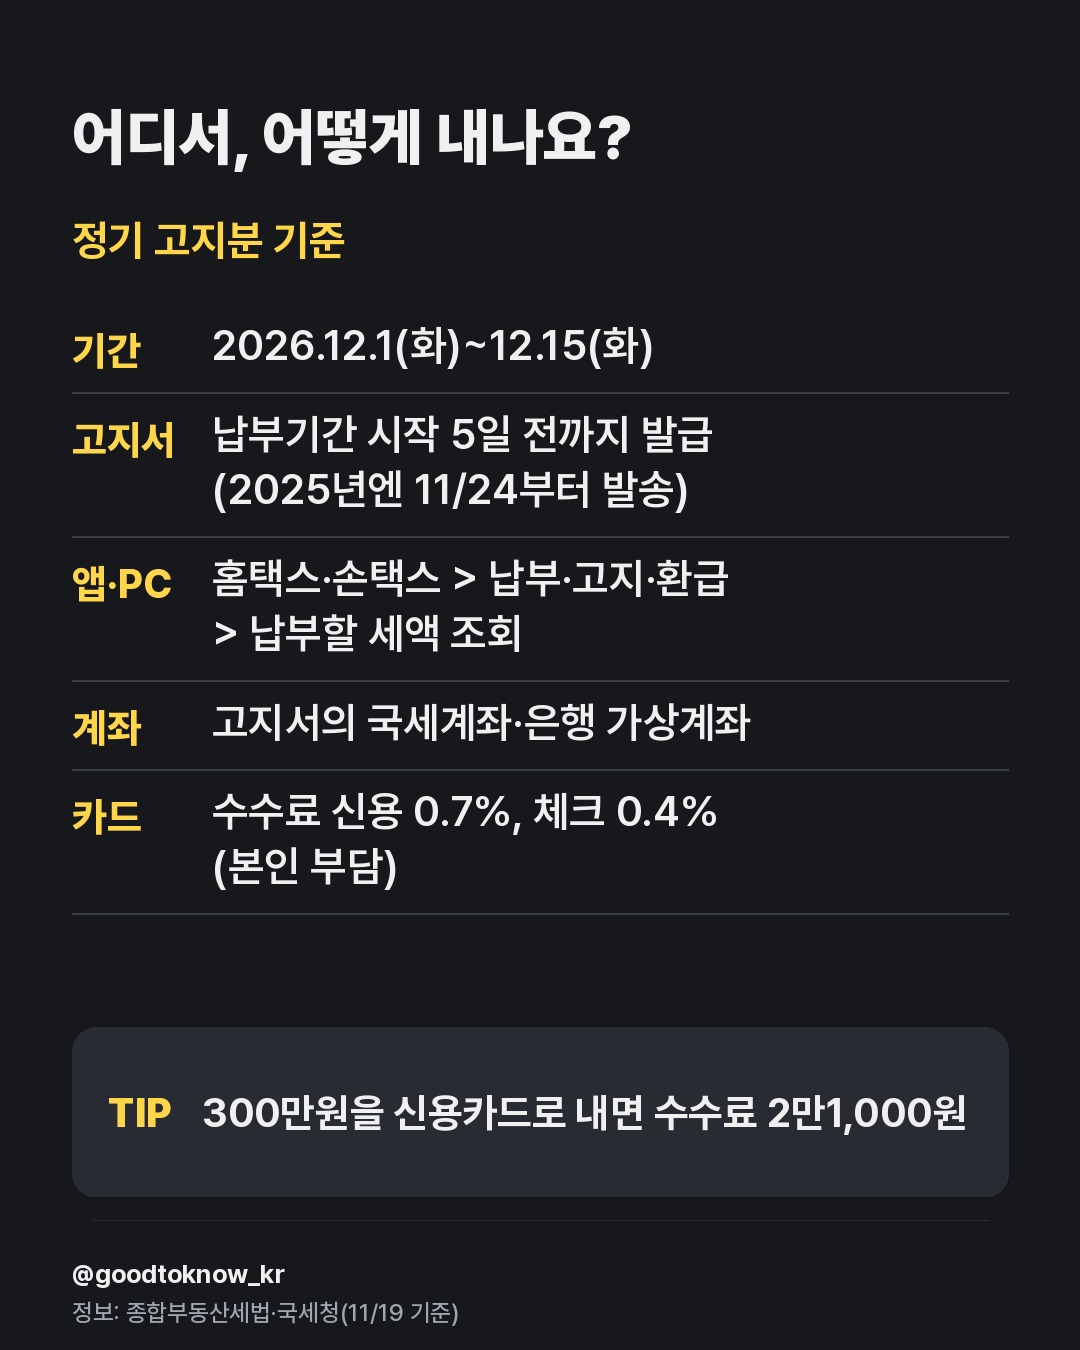 어디서, 어떻게 내나요?
정기 고지분 기준
기간 2026.12.1(화)~12.15(화)
고지서 납부기간 시작 5일 전까지 발급
(2025년엔 11/24부터 발송)
앱·PC 홈택스·손택스 > 납부·고지·환급
> 납부할 세액 조회
계좌 고지서의 국세계좌·은행 가상계좌
카드 수수료 신용 0.7%, 체크 0.4%
(본인 부담)
TIP 300만원을 신용카드로 내면 수수료 2만1,000원
@goodtoknow_kr
정보: 종합부동산세법·국세청(11/19 기준)